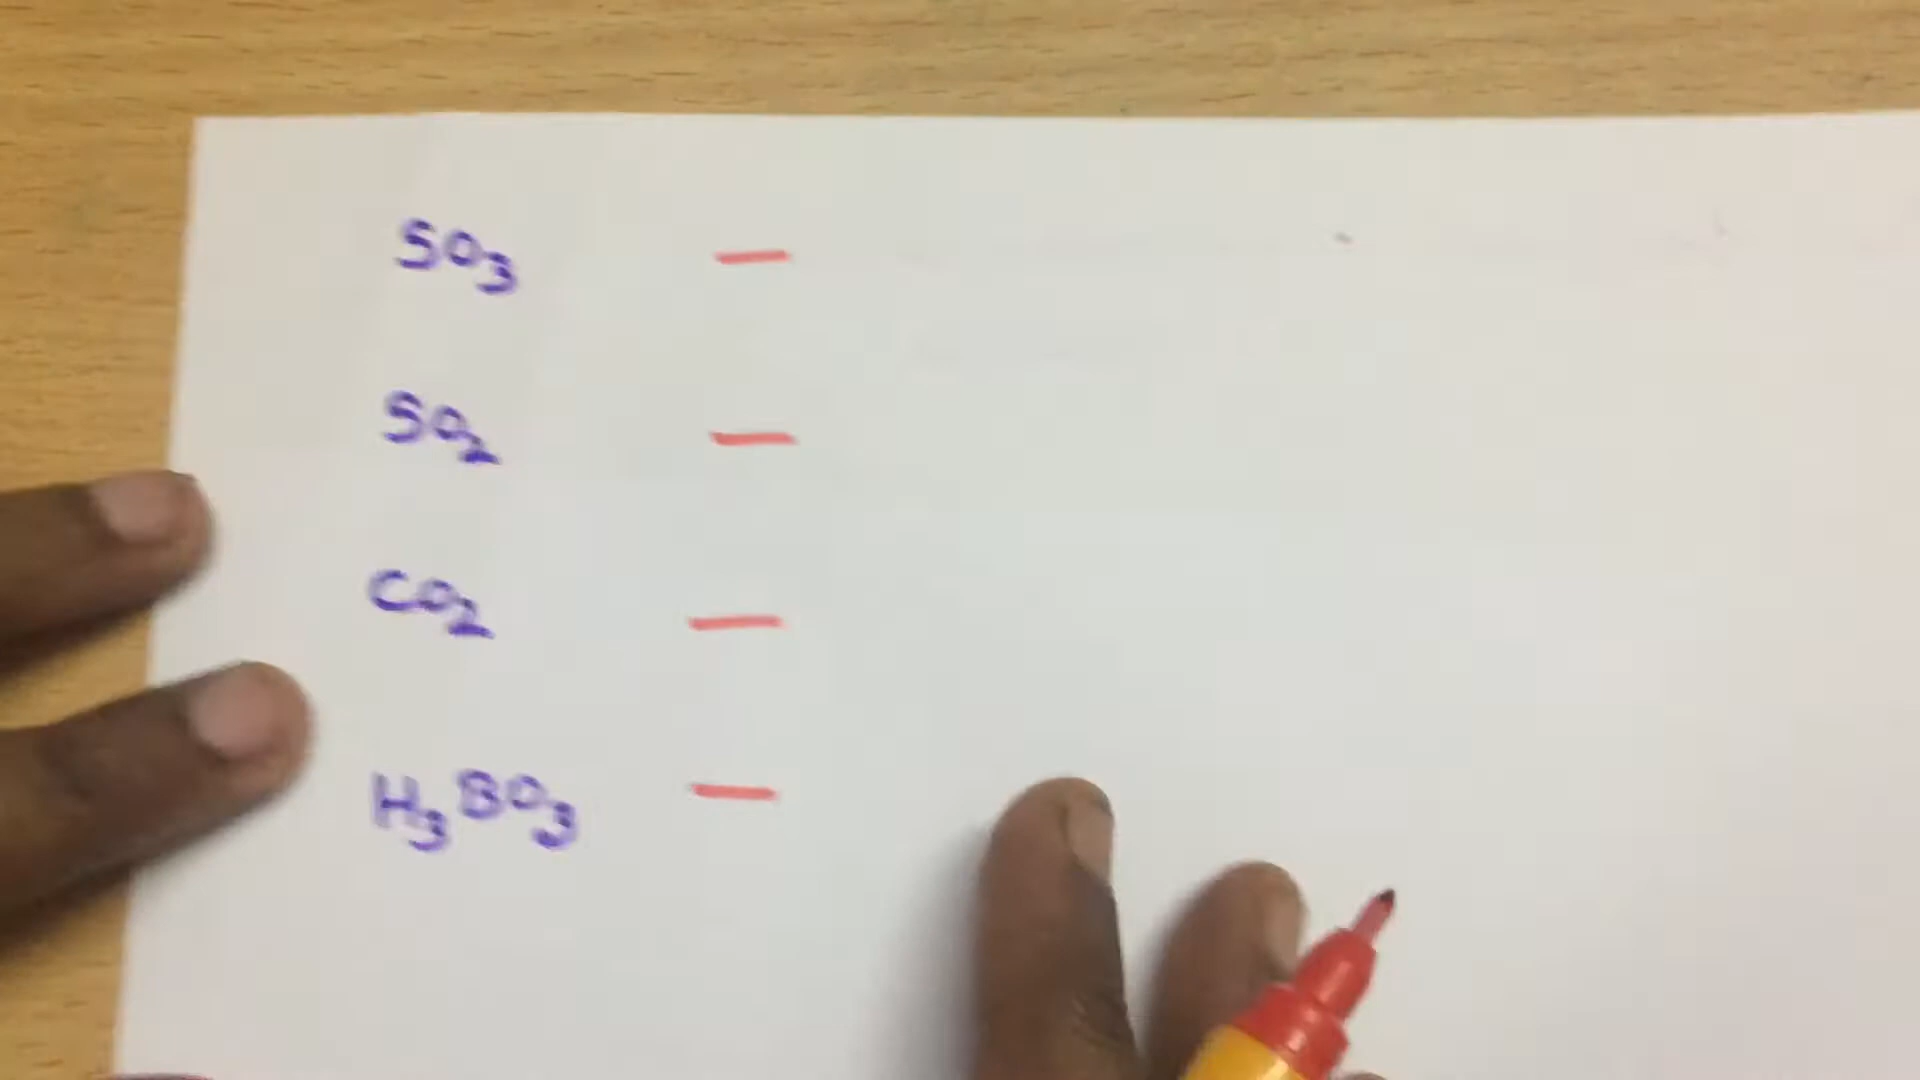 SO₃ —
SO₂ —
CO₂ —
H₃BO₃ —